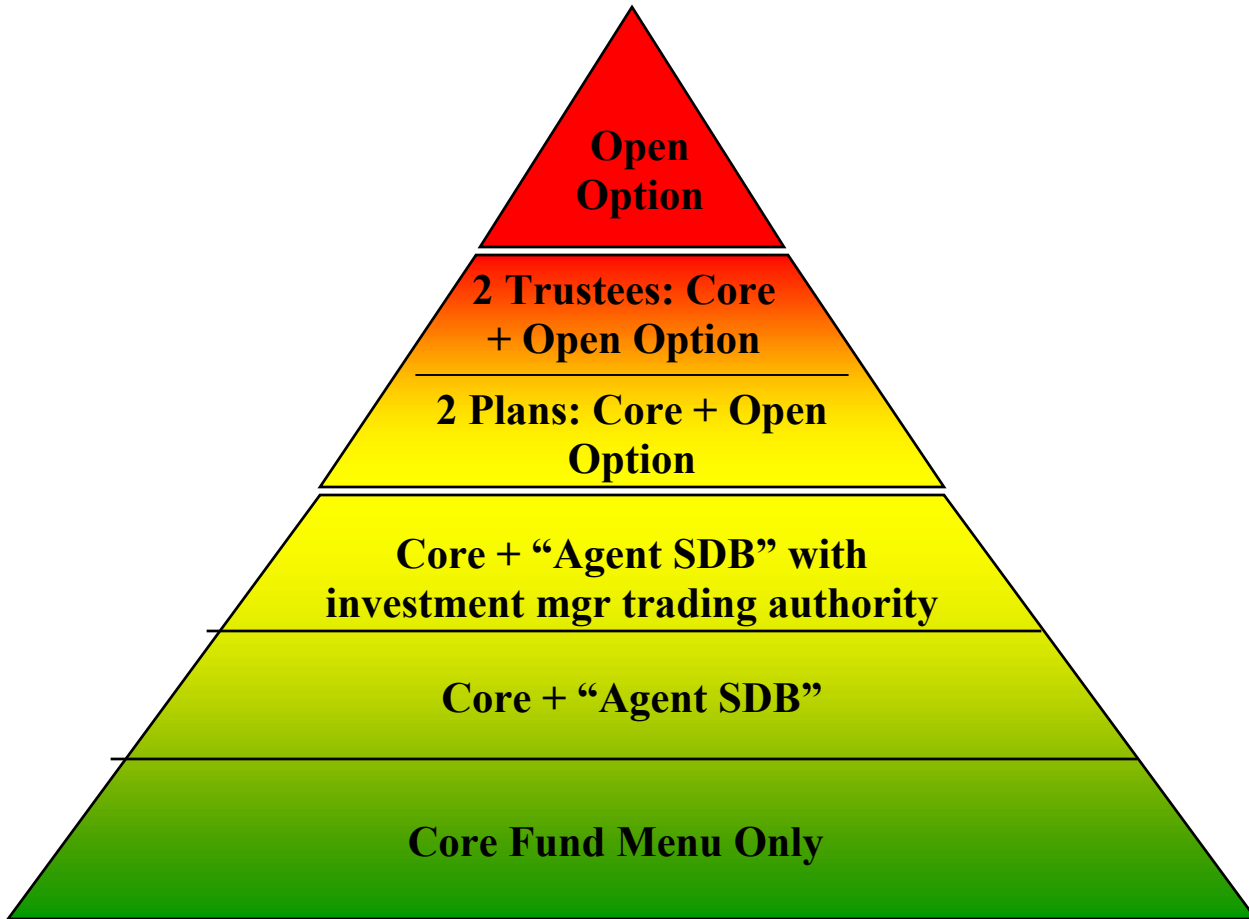 Open
Option
2 Trustees: Core
+ Open Option
2 Plans: Core + Open
Option
Core + “Agent SDB” with
investment mgr trading authority
Core + “Agent SDB”
Core Fund Menu Only